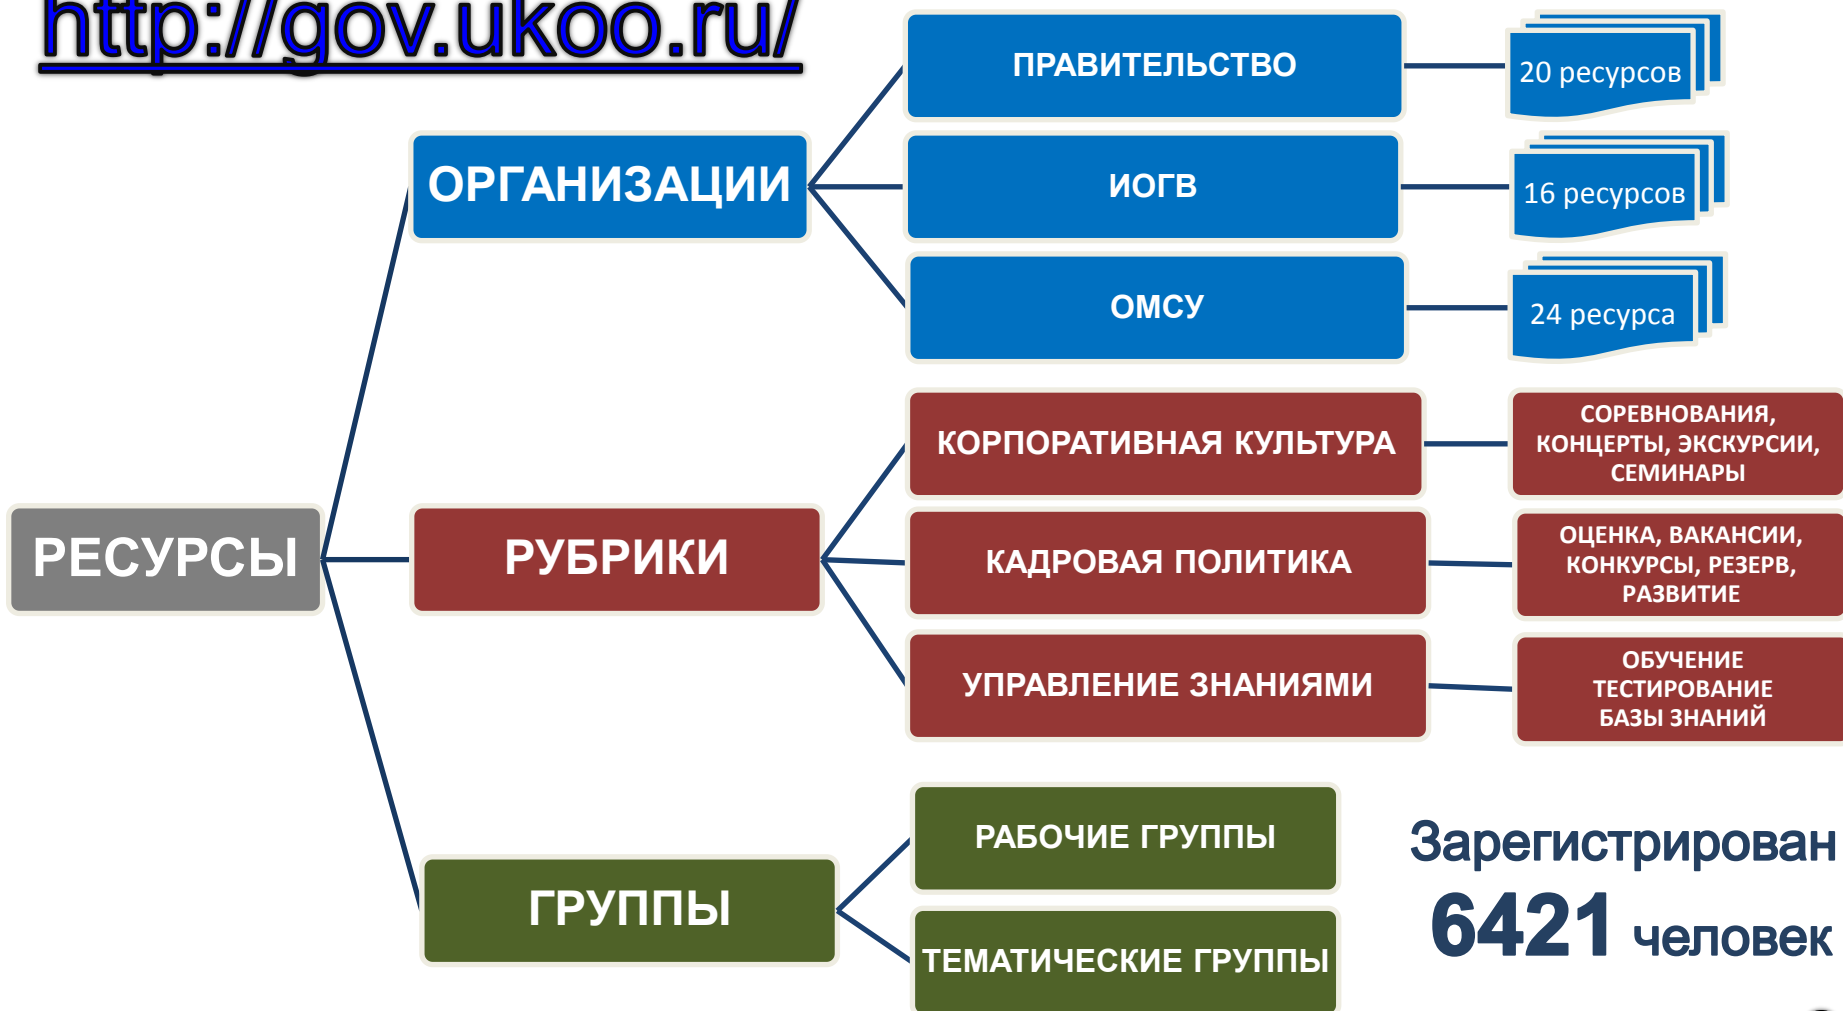 http://gov.ukoo.ru/
ПРАВИТЕЛЬСТВО
20 ресурсов
ОРГАНИЗАЦИИ
ИОГВ
16 ресурсов
ОМСУ
24 ресурса
КОРПОРАТИВНАЯ КУЛЬТУРА
СОРЕВНОВАНИЯ,
КОНЦЕРТЫ, ЭКСКУРСИИ,
СЕМИНАРЫ
РЕСУРСЫ
РУБРИКИ
КАДРОВАЯ ПОЛИТИКА
ОЦЕНКА, ВАКАНСИИ,
КОНКУРСЫ, РЕЗЕРВ,
РАЗВИТИЕ
УПРАВЛЕНИЕ ЗНАНИЯМИ
ОБУЧЕНИЕ
ТЕСТИРОВАНИЕ
БАЗЫ ЗНАНИЙ
ГРУППЫ
РАБОЧИЕ ГРУППЫ
ТЕМАТИЧЕСКИЕ ГРУППЫ
Зарегистрирован
6421 человек